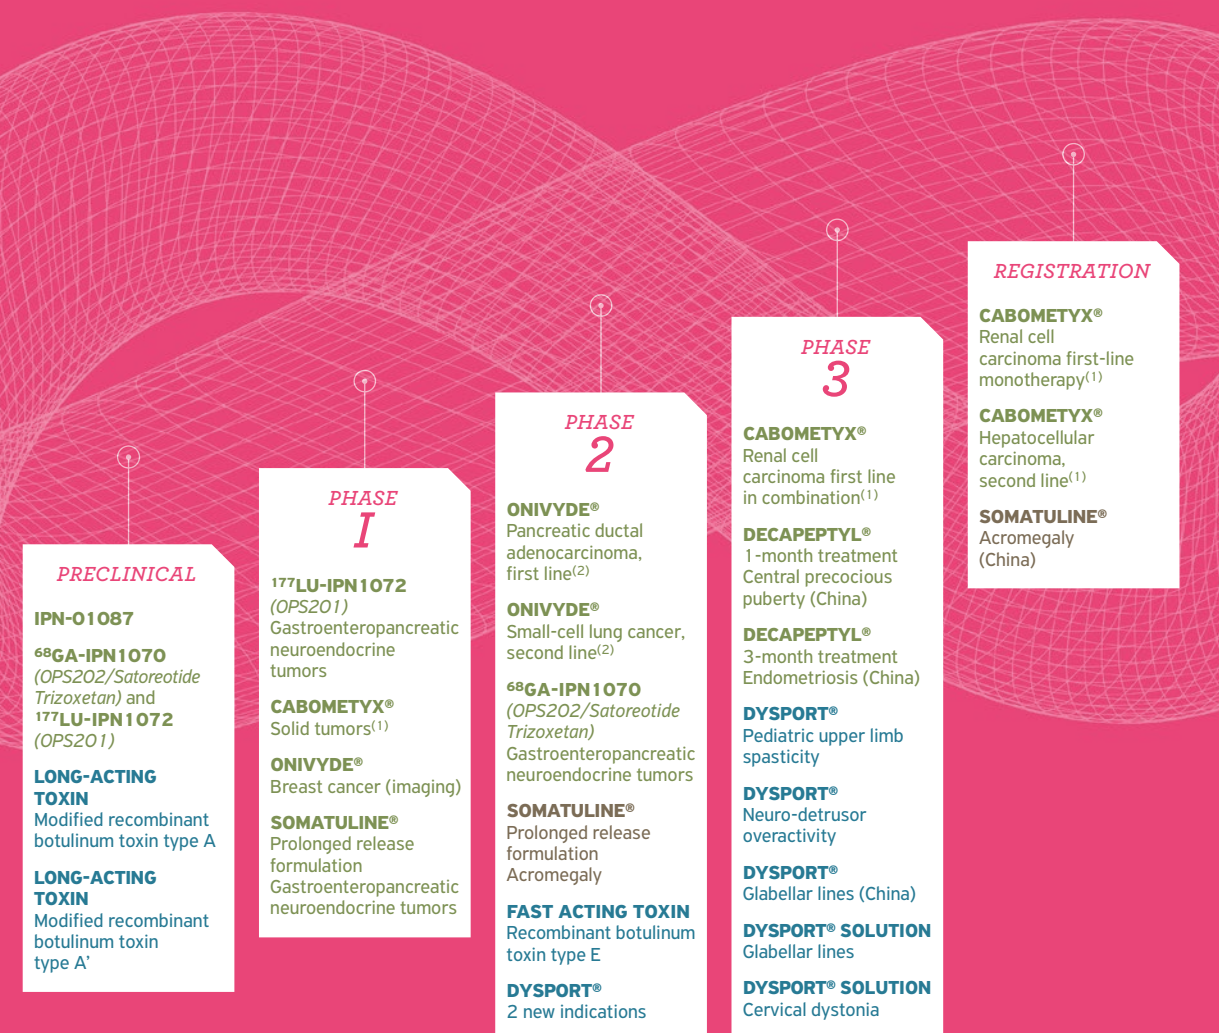 PRECLINICAL
IPN-01087
⁶⁸GA-IPN1070
(OPS202/Satoreotide
Trizoxetan) and
¹⁷⁷LU-IPN1072
(OPS201)
LONG-ACTING
TOXIN
Modified recombinant
botulinum toxin type A
LONG-ACTING
TOXIN
Modified recombinant
botulinum toxin
type A’
PHASE
I
¹⁷⁷LU-IPN1072
(OPS201)
Gastroenteropancreatic
neuroendocrine
tumors
CABOMETYX®
Solid tumors⁽¹⁾
ONIVYDE®
Breast cancer (imaging)
SOMATULINE®
Prolonged release
formulation
Gastroenteropancreatic
neuroendocrine tumors
PHASE
2
ONIVYDE®
Pancreatic ductal
adenocarcinoma,
first line⁽²⁾
ONIVYDE®
Small-cell lung cancer,
second line⁽²⁾
⁶⁸GA-IPN1070
(OPS202/Satoreotide
Trizoxetan)
Gastroenteropancreatic
neuroendocrine tumors
SOMATULINE®
Prolonged release
formulation
Acromegaly
FAST ACTING TOXIN
Recombinant botulinum
toxin type E
DYSPORT®
2 new indications
PHASE
3
CABOMETYX®
Renal cell
carcinoma first line
in combination⁽¹⁾
DECAPEPTYL®
1-month treatment
Central precocious
puberty (China)
DECAPEPTYL®
3-month treatment
Endometriosis (China)
DYSPORT®
Pediatric upper limb
spasticity
DYSPORT®
Neuro-detrusor
overactivity
DYSPORT®
Glabellar lines (China)
DYSPORT® SOLUTION
Glabellar lines
DYSPORT® SOLUTION
Cervical dystonia
REGISTRATION
CABOMETYX®
Renal cell
carcinoma first-line
monotherapy⁽¹⁾
CABOMETYX®
Hepatocellular
carcinoma,
second line⁽¹⁾
SOMATULINE®
Acromegaly
(China)